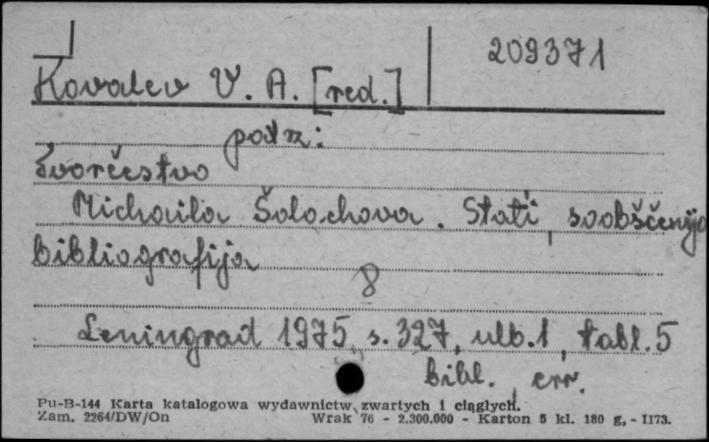 209371
Kovalev V. A. [red.]
patrz:
Tvorčestvo
Michaila Šolochova. Stati, soobščenija
bibliografija
8
Leningrad 1975, s. 327, ulb. 1, tabl. 5
bibl., err.
Pu-B-144 Karta katalogowa wydawnictw zwartych i ciągłych.
Zam. 2264/DW/On Wrak 76 - 2.300.000 - Karton 5 kl. 180 g, - 1173.